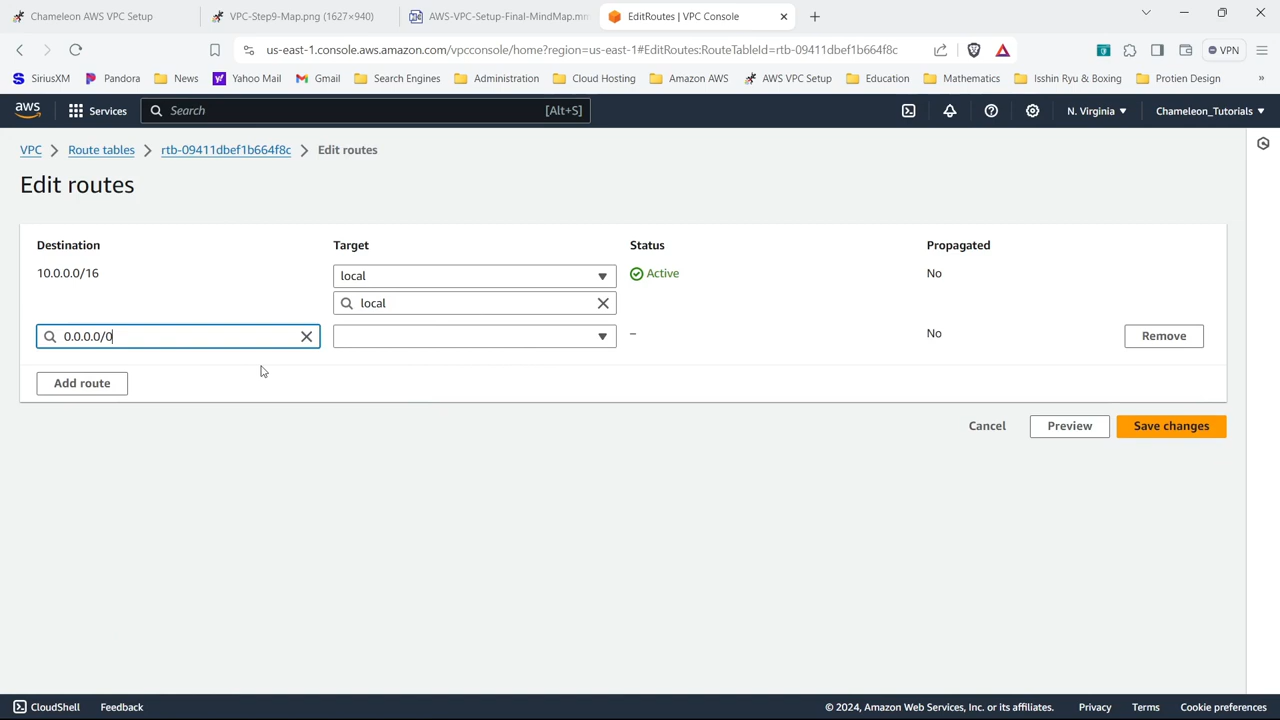 Chameleon AWS VPC Setup
VPC-Step9-Map.png (1627×940)
AWS-VPC-Setup-Final-MindMap.mm
EditRoutes | VPC Console
us-east-1.console.aws.amazon.com/vpcconsole/home?region=us-east-1#EditRoutes:RouteTableId=rtb-09411dbef1b664f8c
VPN
SiriusXM
Pandora
News
Yahoo Mail
Gmail
Search Engines
Administration
Cloud Hosting
Amazon AWS
AWS VPC Setup
Education
Mathematics
Isshin Ryu & Boxing
Protien Design
»
aws
Services
Search
[Alt+S]
N. Virginia
Chameleon_Tutorials
VPC
Route tables
rtb-09411dbef1b664f8c
Edit routes
Edit routes
Destination
Target
Status
Propagated
10.0.0.0/16
local
Active
No
local
0.0.0.0/0
–
No
Remove
Add route
Cancel
Preview
Save changes
CloudShell
Feedback
© 2024, Amazon Web Services, Inc. or its affiliates.
Privacy
Terms
Cookie preferences